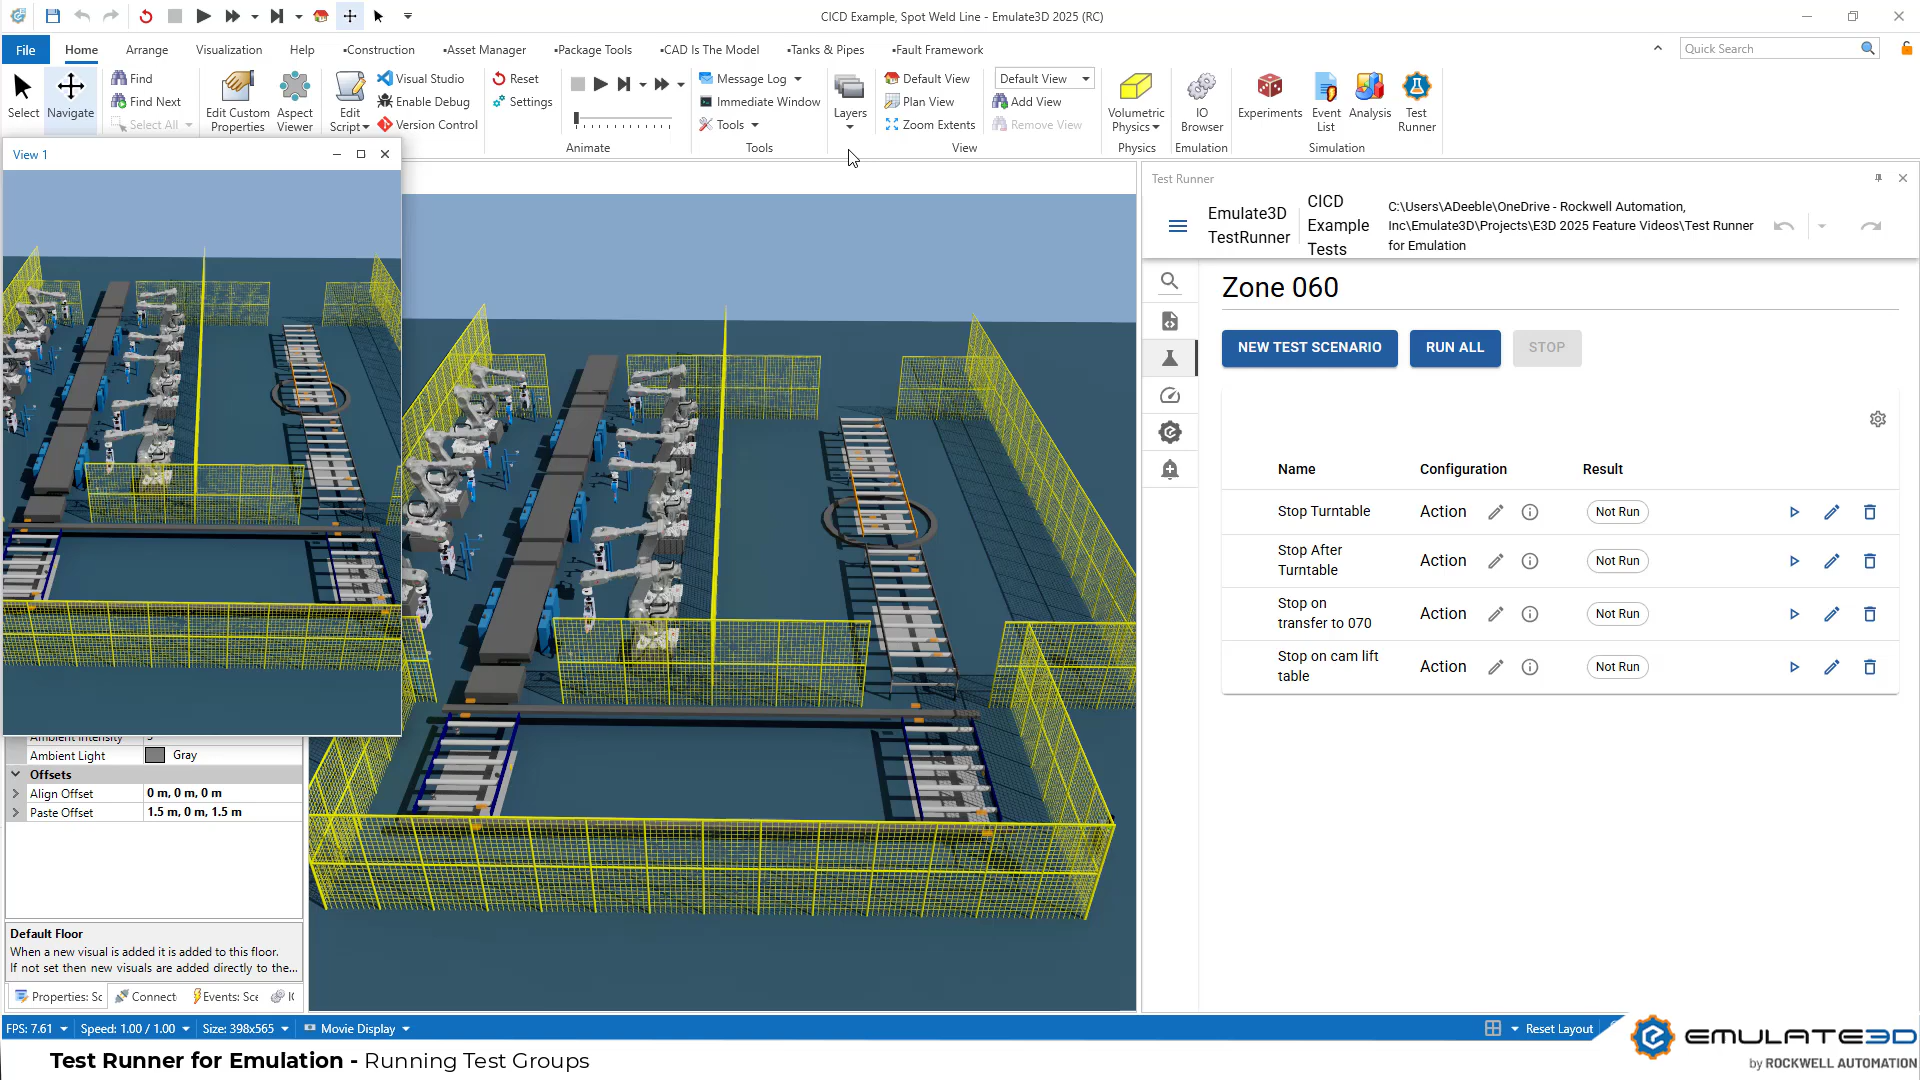 CICD Example, Spot Weld Line - Emulate3D 2025 (RC)
File
Home
Arrange
Visualization
Help
▪Construction
▪Asset Manager
▪Package Tools
▪CAD Is The Model
▪Tanks & Pipes
▪Fault Framework
Quick Search
Select
Navigate
Find
Find Next
Select All
Edit Custom
Properties
Aspect
Viewer
Edit
Script
Visual Studio
Enable Debug
Version Control
Reset
Settings
Animate
Message Log
Immediate Window
Tools
Tools
Layers
Default View
Plan View
Zoom Extents
Default View
Add View
Remove View
View
Volumetric
Physics
Physics
IO
Browser
Emulation
Experiments
Event
List
Analysis
Test
Runner
Simulation
View 1
Ambient Intensity
Ambient Light
Gray
Offsets
Align Offset
0 m, 0 m, 0 m
Paste Offset
1.5 m, 0 m, 1.5 m
Default Floor
When a new visual is added it is added to this floor.
If not set then new visuals are added directly to the...
Properties: Sc
Connect
Events: Sce
Test Runner
Emulate3D
TestRunner
CICD
Example
Tests
C:\Users\ADeeble\OneDrive - Rockwell Automation,
Inc\Emulate3D\Projects\E3D 2025 Feature Videos\Test Runner
for Emulation
Zone 060
NEW TEST SCENARIO
RUN ALL
STOP
Name
Configuration
Result
Stop Turntable
Action
Not Run
Stop After
Turntable
Action
Not Run
Stop on
transfer to 070
Action
Not Run
Stop on cam lift
table
Action
Not Run
FPS: 7.61
Speed: 1.00 / 1.00
Size: 398x565
Movie Display
Reset Layout
Test Runner for Emulation - Running Test Groups
EMULATE3D
by ROCKWELL AUTOMATION